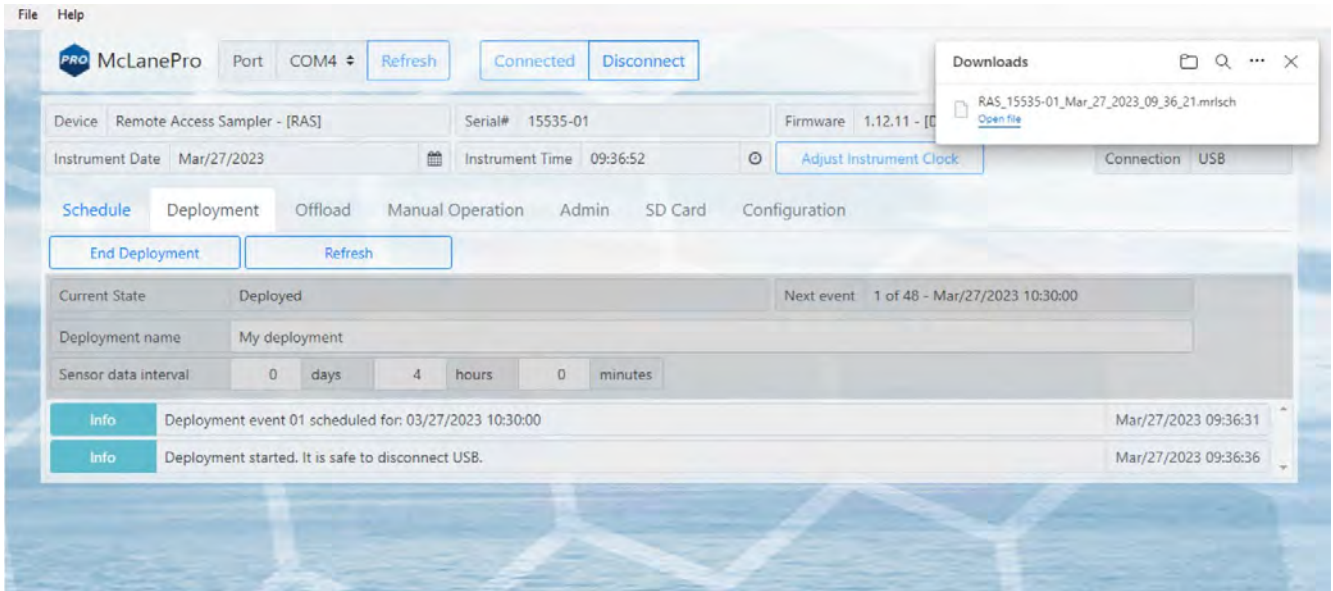 File Help
PRO McLanePro Port COM4 Refresh Connected Disconnect
Downloads
RAS_15535-01_Mar_27_2023_09_36_21.mrlsch
Open file
Device Remote Access Sampler - [RAS] Serial# 15535-01 Firmware 1.12.11 - [D
Instrument Date Mar/27/2023 Instrument Time 09:36:52 Adjust Instrument Clock Connection USB
Schedule Deployment Offload Manual Operation Admin SD Card Configuration
End Deployment Refresh
Current State Deployed Next event 1 of 48 - Mar/27/2023 10:30:00
Deployment name My deployment
Sensor data interval 0 days 4 hours 0 minutes
Info Deployment event 01 scheduled for: 03/27/2023 10:30:00 Mar/27/2023 09:36:31
Info Deployment started. It is safe to disconnect USB. Mar/27/2023 09:36:36